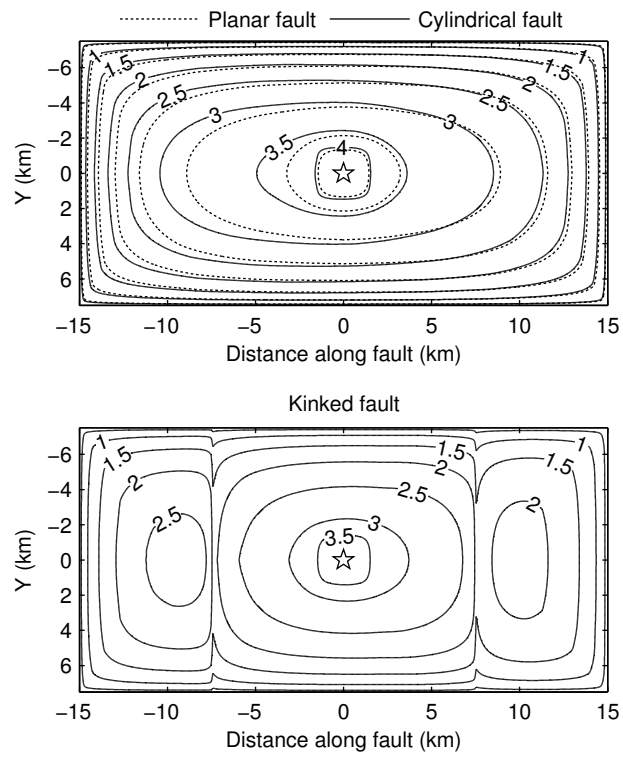 Planar fault Cylindrical fault
1 1
−6 1.5 1.5
2 2
−4 2.5 2.5
3 3
−2 3.5 4
Y (km)
0
2
4
6
−15 −10 −5 0 5 10 15
Distance along fault (km)
Kinked fault
−6 1 1.5 1
1.5 2 1.5
−4 2 2.5
−2 2.5 3 2
3.5
Y (km)
0
2
4
6
−15 −10 −5 0 5 10 15
Distance along fault (km)